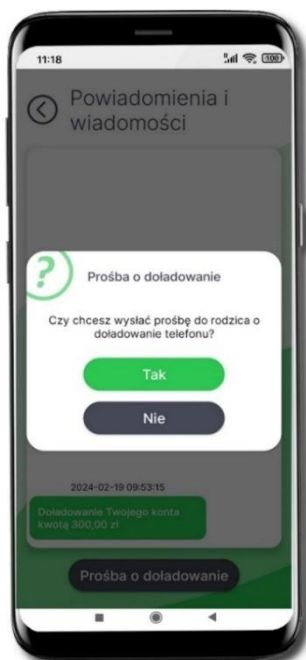 11:18
100
Powiadomienia i
wiadomości
?
Prośba o doładowanie
Czy chcesz wysłać prośbę do rodzica o
doładowanie telefonu?
Tak
Nie
2024-02-19 09:53:15
Doładowanie Twojego konta
kwotą 300,00 zł
Prośba o doładowanie